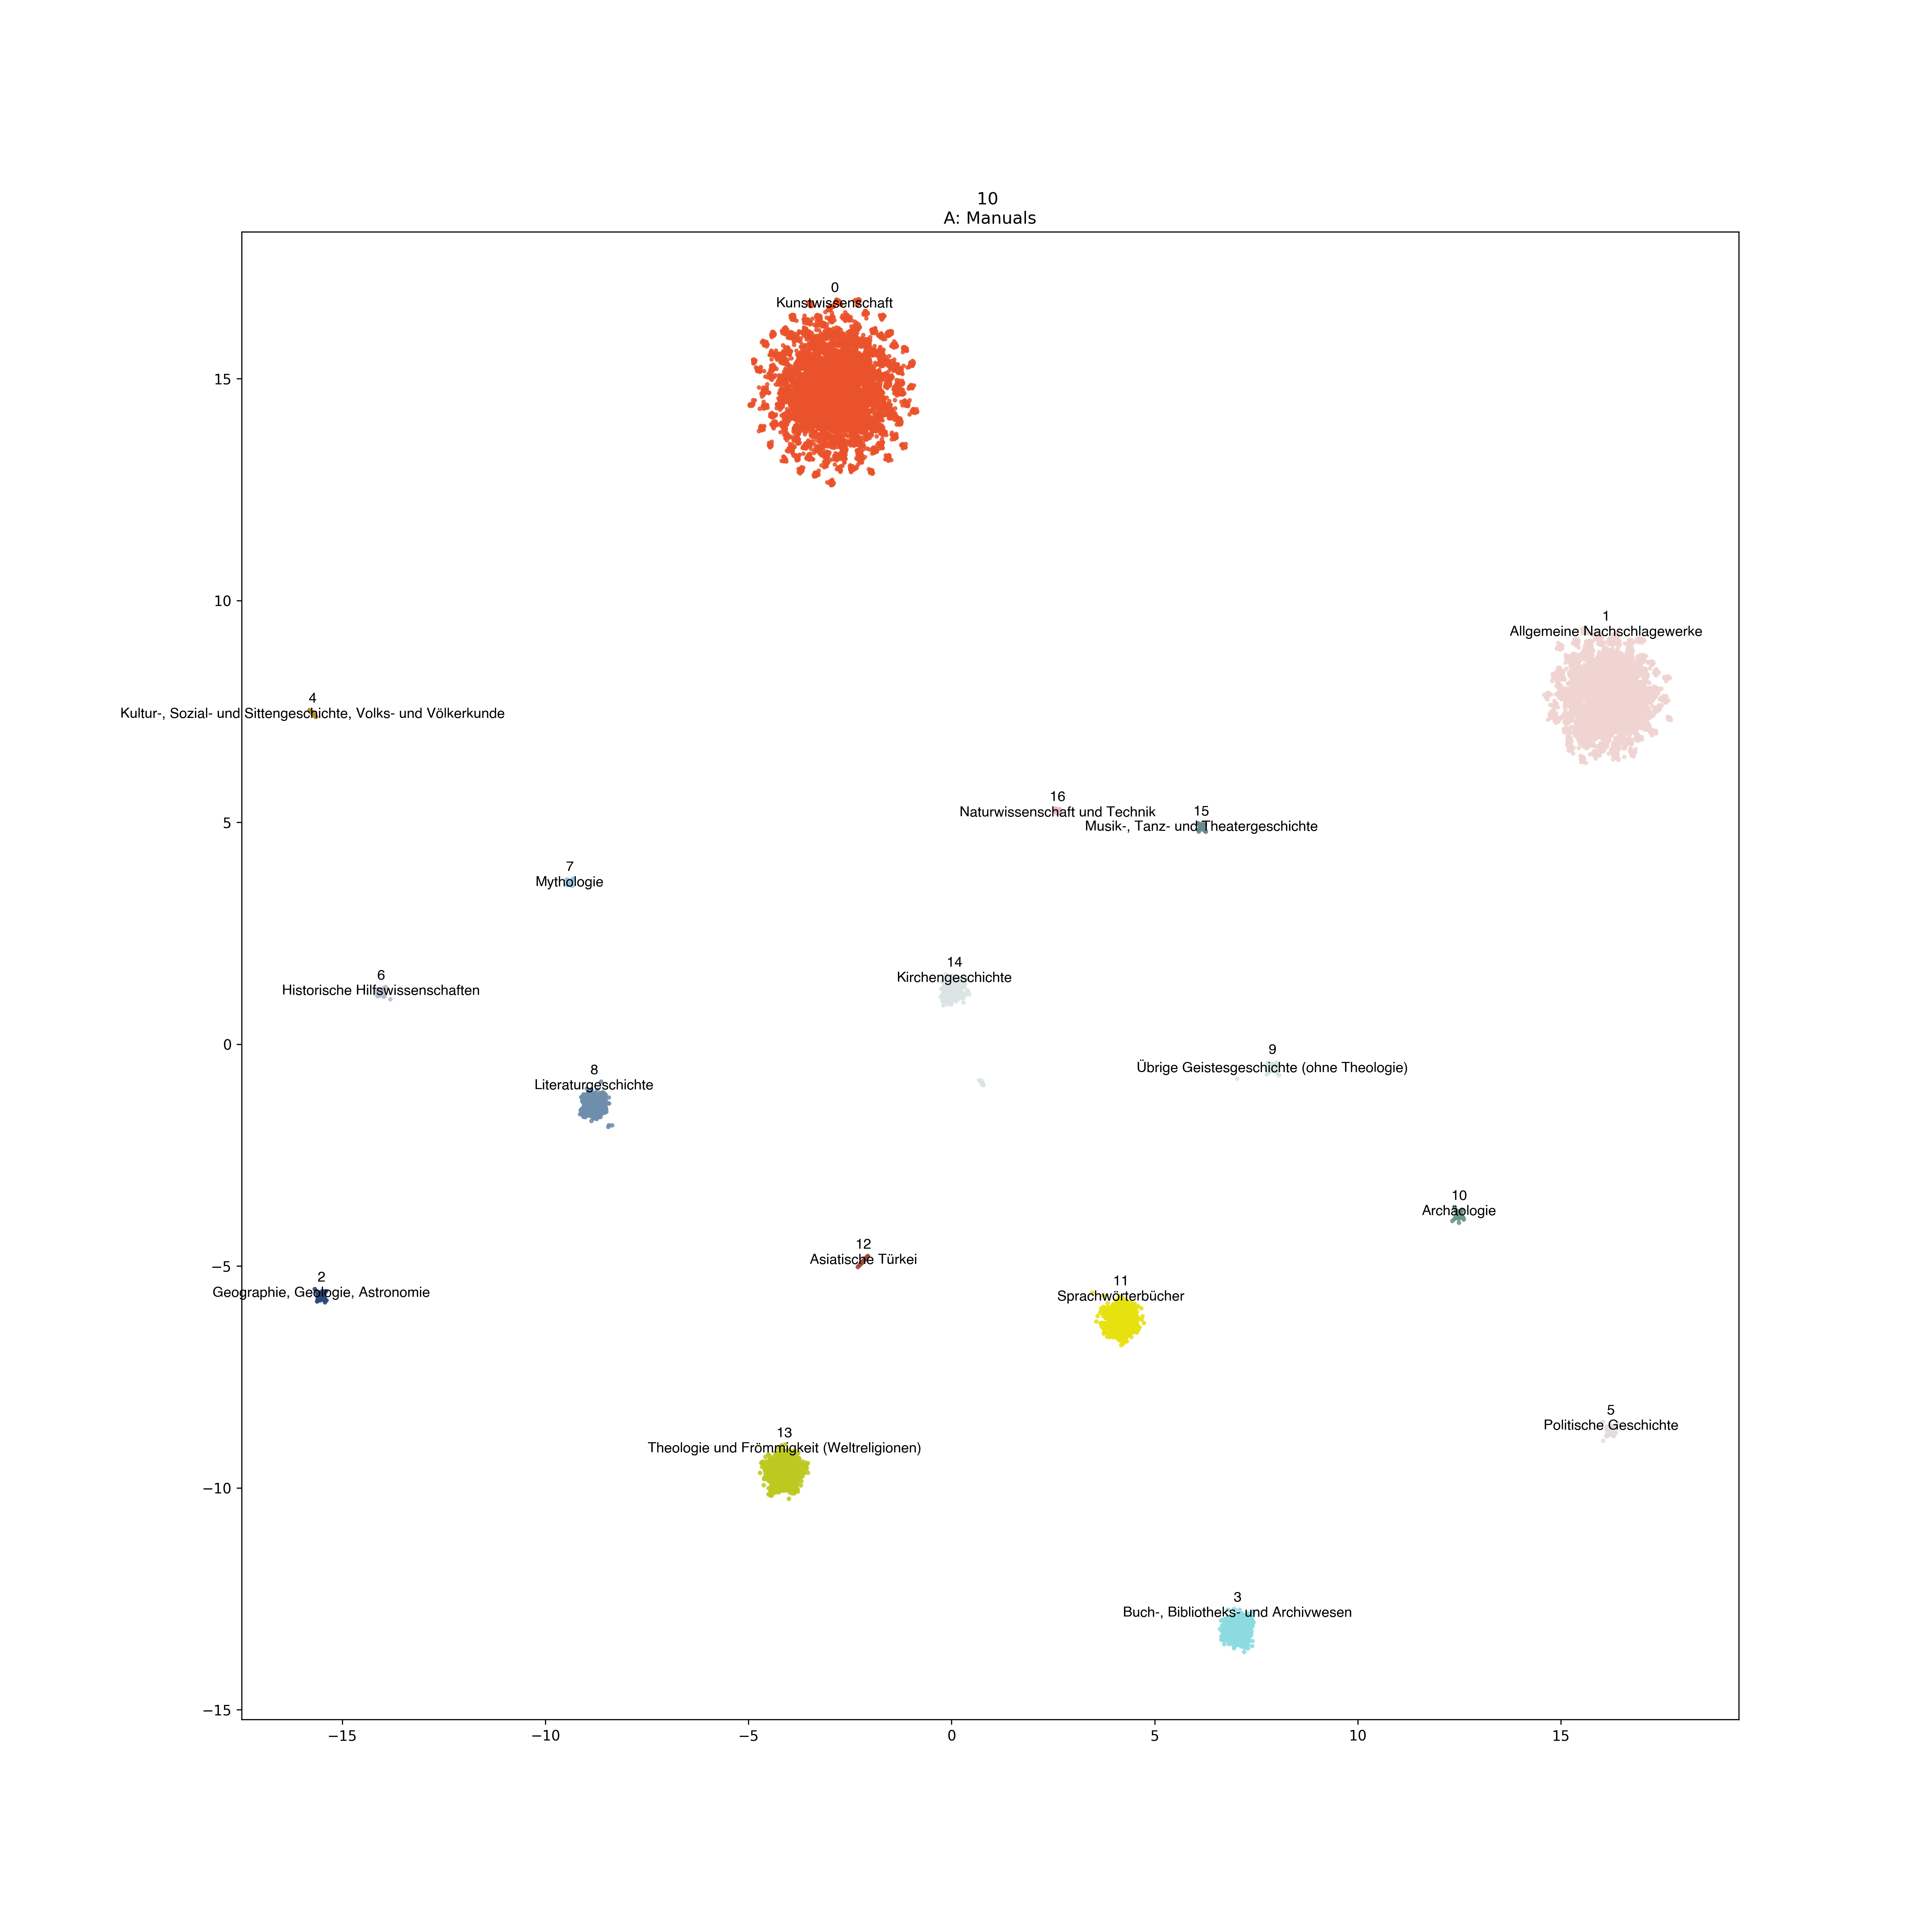 10
A: Manuals
0
Kunstwissenschaft
15
10
1
Allgemeine Nachschlagewerke
4
Kultur-, Sozial- und Sittengeschichte, Volks- und Völkerkunde
16
Naturwissenschaft und Technik
15
Musik-, Tanz- und Theatergeschichte
5
7
Mythologie
14
Kirchengeschichte
6
Historische Hilfswissenschaften
0
9
Übrige Geistesgeschichte (ohne Theologie)
8
Literaturgeschichte
10
Archäologie
12
Asiatische Türkei
−5
2
Geographie, Geologie, Astronomie
11
Sprachwörterbücher
5
Politische Geschichte
13
Theologie und Frömmigkeit (Weltreligionen)
−10
3
Buch-, Bibliotheks- und Archivwesen
−15
−15 −10 −5 0 5 10 15